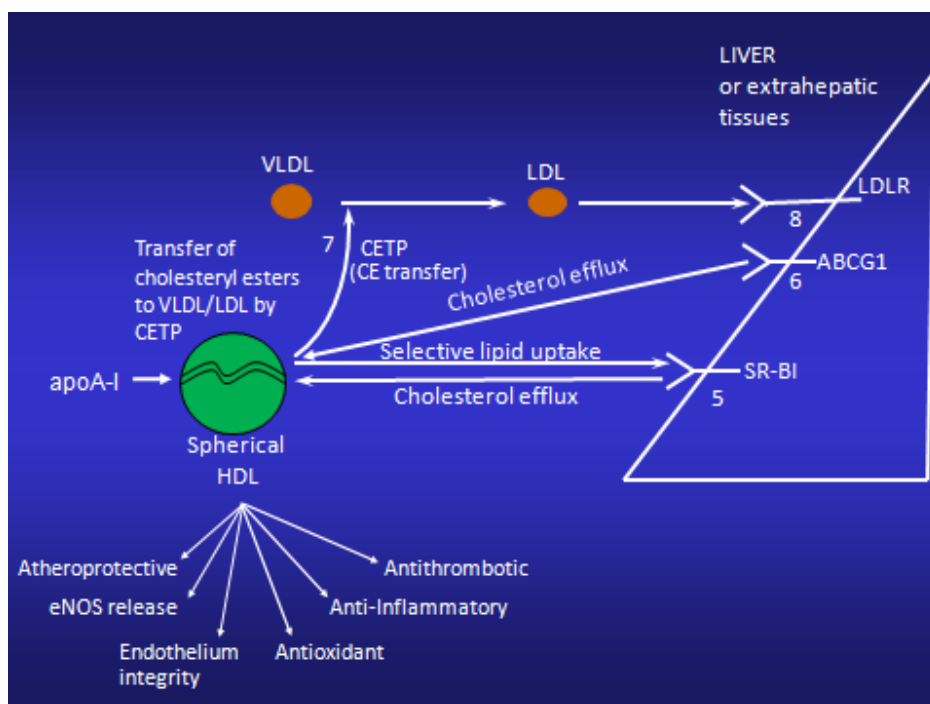 LIVER
or extrahepatic
tissues
VLDL
LDL
LDLR
8
7
CETP
(CE transfer)
Transfer of
cholesteryl esters
to VLDL/LDL by
CETP
Cholesterol efflux
ABCG1
6
apoA-I
Selective lipid uptake
SR-BI
Cholesterol efflux
5
Spherical
HDL
Atheroprotective
Antithrombotic
eNOS release
Anti-Inflammatory
Endothelium
integrity
Antioxidant